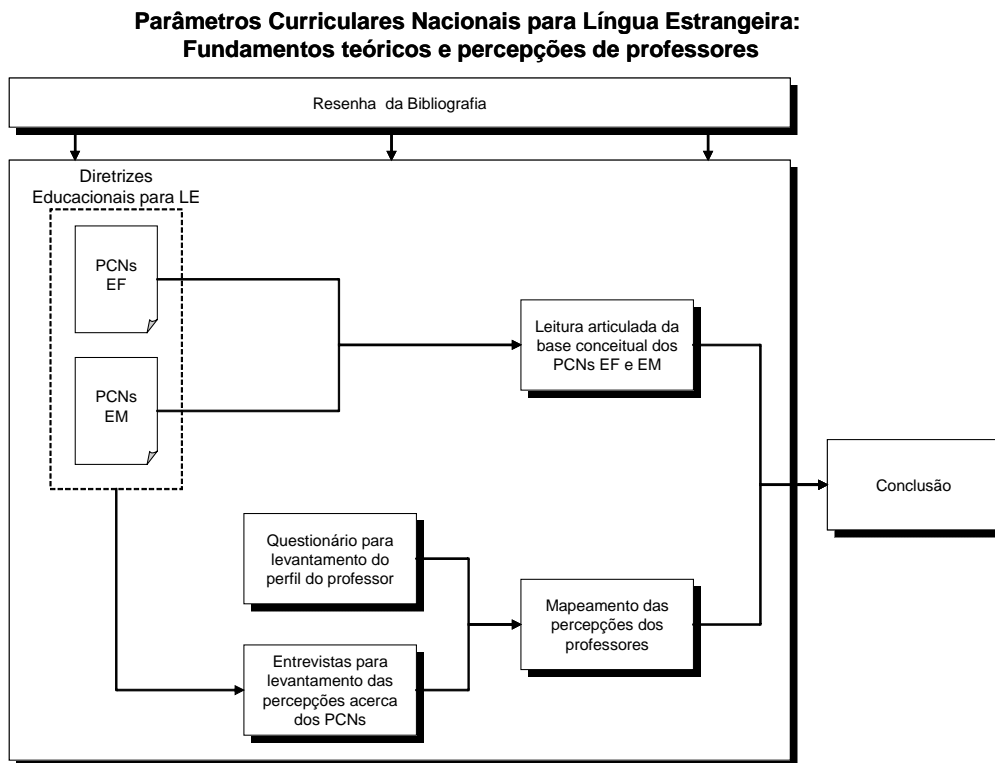 Parâmetros Curriculares Nacionais para Língua Estrangeira:
Fundamentos teóricos e percepções de professores
Resenha da Bibliografia
Diretrizes
Educacionais para LE
PCNs
EF
PCNs
EM
Leitura articulada da
base conceitual dos
PCNs EF e EM
Conclusão
Questionário para
levantamento do
perfil do professor
Mapeamento das
percepções dos
professores
Entrevistas para
levantamento das
percepções acerca
dos PCNs